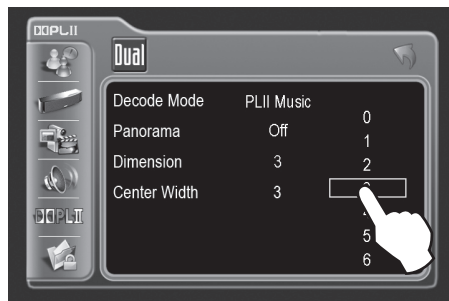 DDPLII
Dual
Decode Mode PLII Music
Panorama Off
Dimension 3
Center Width 3
0
1
2
5
6
DDPLII